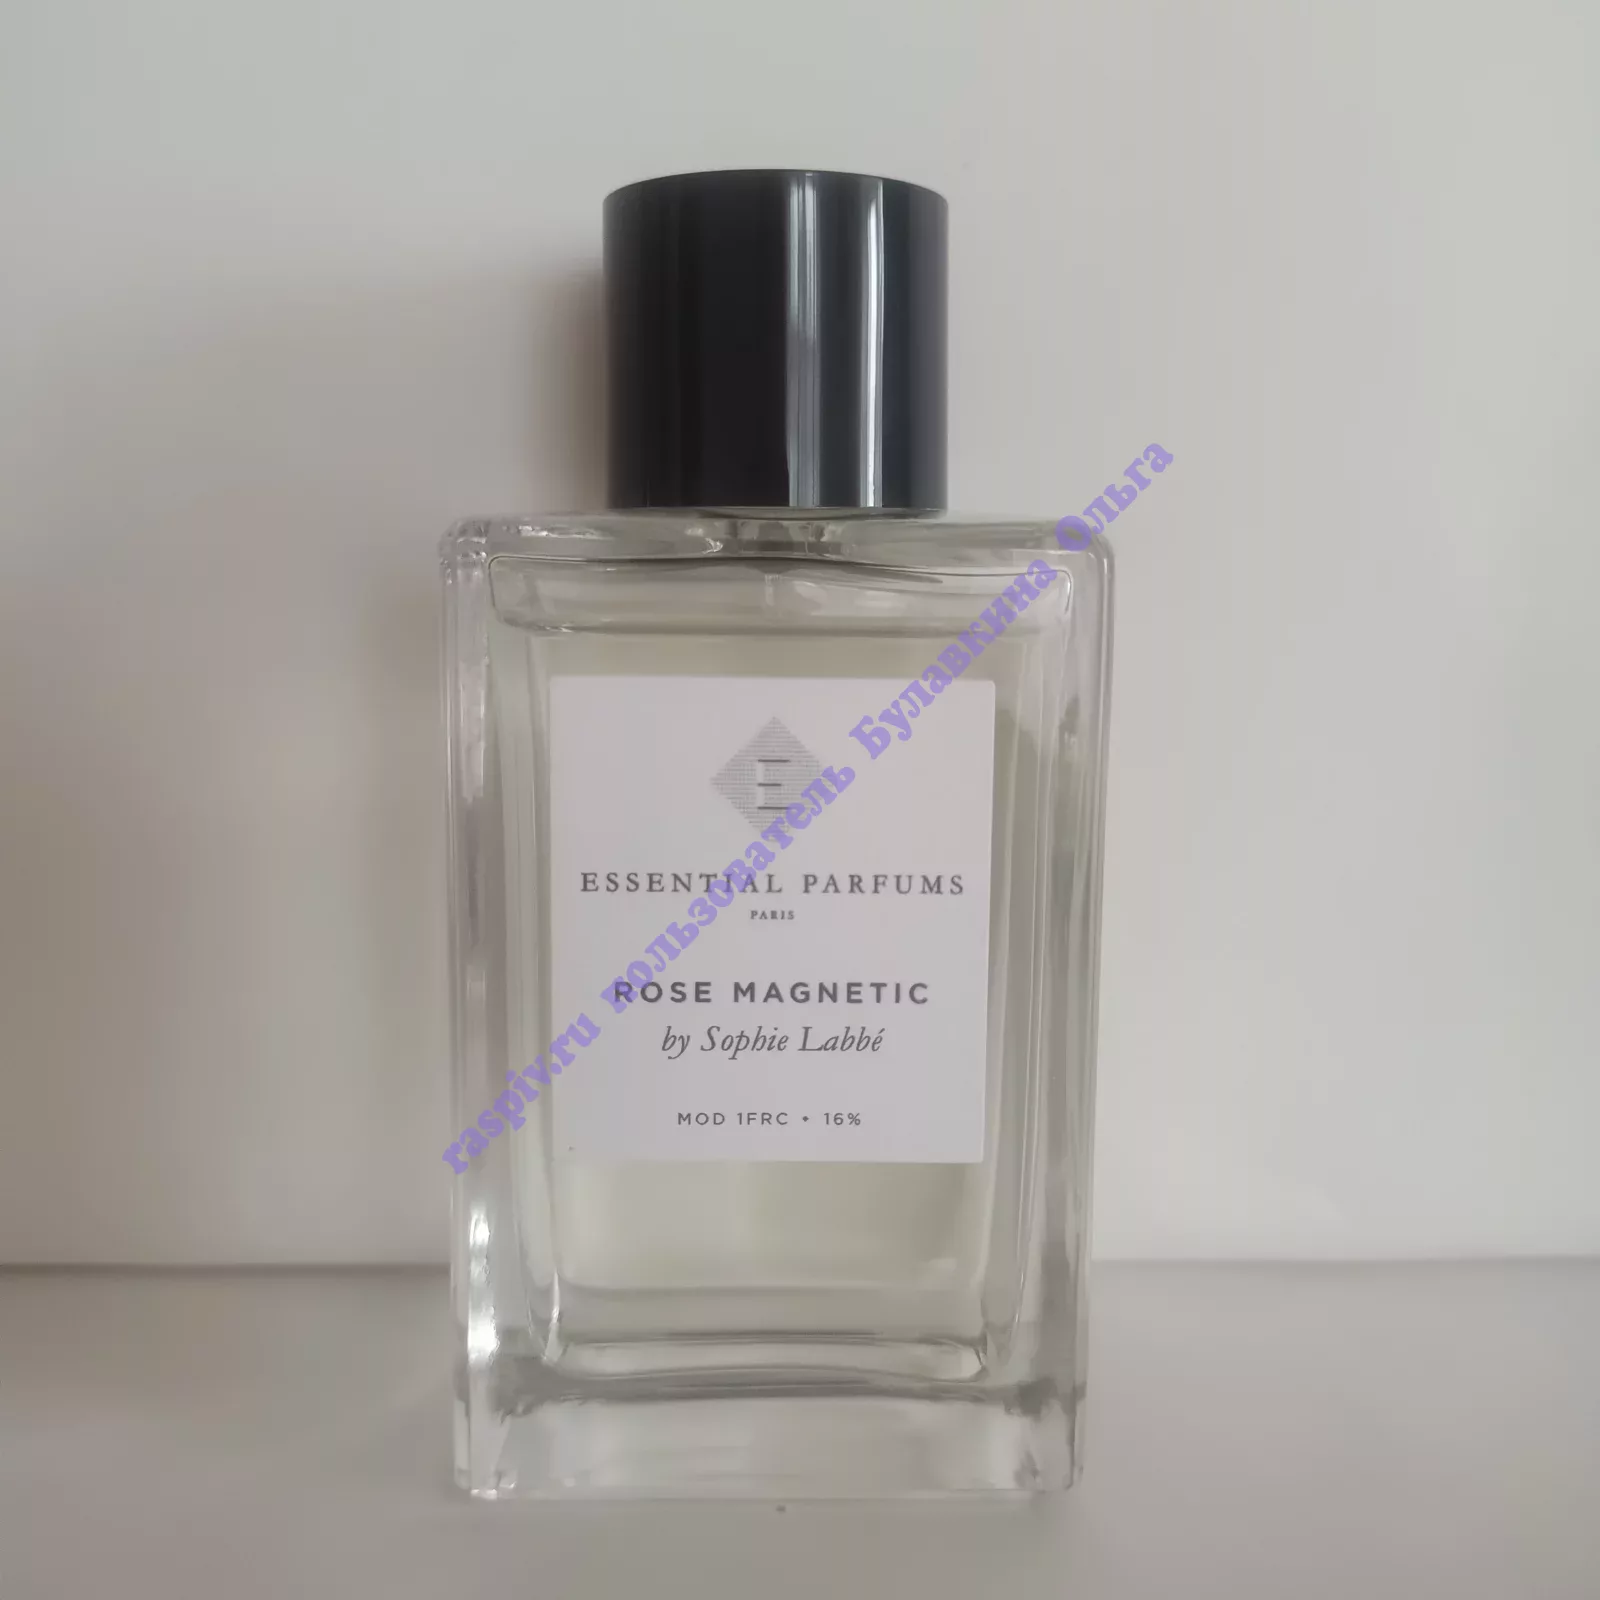 E
ESSENTIAL PARFUMS
PARIS
ROSE MAGNETIC
by Sophie Labbé
MOD 1FRC • 16%
raspiv.ru пользователь Булавкина Ольга